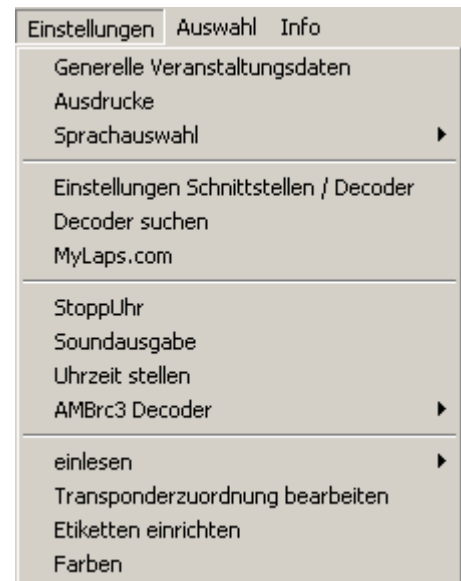 Einstellungen Auswahl Info
Generelle Veranstaltungsdaten
Ausdrucke
Sprachauswahl
Einstellungen Schnittstellen / Decoder
Decoder suchen
MyLaps.com
StoppUhr
Soundausgabe
Uhrzeit stellen
AMBrc3 Decoder
einlesen
Transponderzuordnung bearbeiten
Etiketten einrichten
Farben